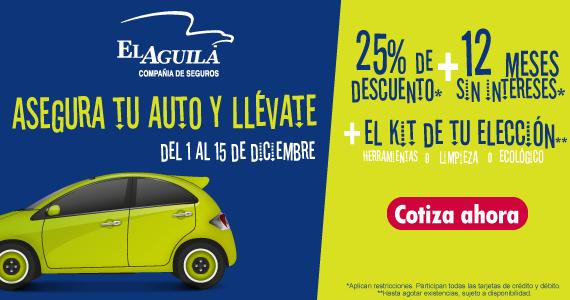 EL AGUILA
COMPAÑIA DE SEGUROS
ASEGURA TU AUTO Y LLÉVATE
DEL 1 AL 15 DE DICIEMBRE
25% DE DESCUENTO* + 12 MESES SIN INTERESES*
+ EL KIT DE TU ELECCIÓN**
HERRAMIENTAS O LIMPIEZA O ECOLÓGICO
Cotiza ahora
*Aplican restricciones. Participan todas las tarjetas de crédito y débito.
**Hasta agotar existencias, sujeto a disponibilidad.